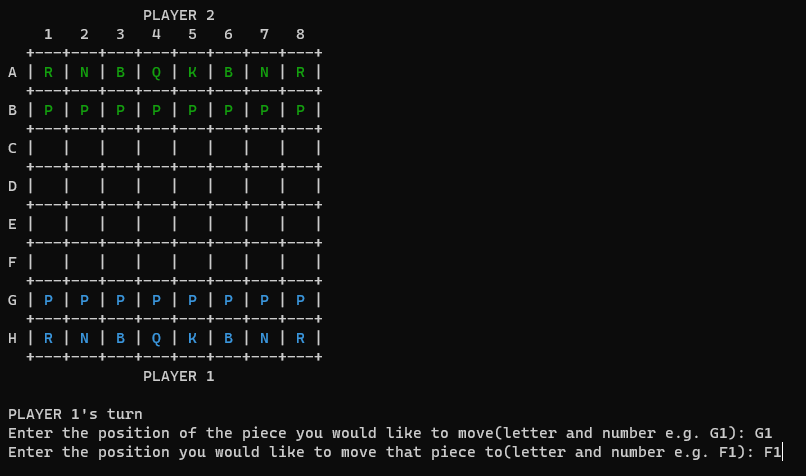 PLAYER 2
1 2 3 4 5 6 7 8
+---+---+---+---+---+---+---+---+
A | R | N | B | Q | K | B | N | R |
+---+---+---+---+---+---+---+---+
B | P | P | P | P | P | P | P | P |
+---+---+---+---+---+---+---+---+
C |   |   |   |   |   |   |   |   |
+---+---+---+---+---+---+---+---+
D |   |   |   |   |   |   |   |   |
+---+---+---+---+---+---+---+---+
E |   |   |   |   |   |   |   |   |
+---+---+---+---+---+---+---+---+
F |   |   |   |   |   |   |   |   |
+---+---+---+---+---+---+---+---+
G | P | P | P | P | P | P | P | P |
+---+---+---+---+---+---+---+---+
H | R | N | B | Q | K | B | N | R |
+---+---+---+---+---+---+---+---+
PLAYER 1
PLAYER 1's turn
Enter the position of the piece you would like to move(letter and number e.g. G1): G1
Enter the position you would like to move that piece to(letter and number e.g. F1): F1